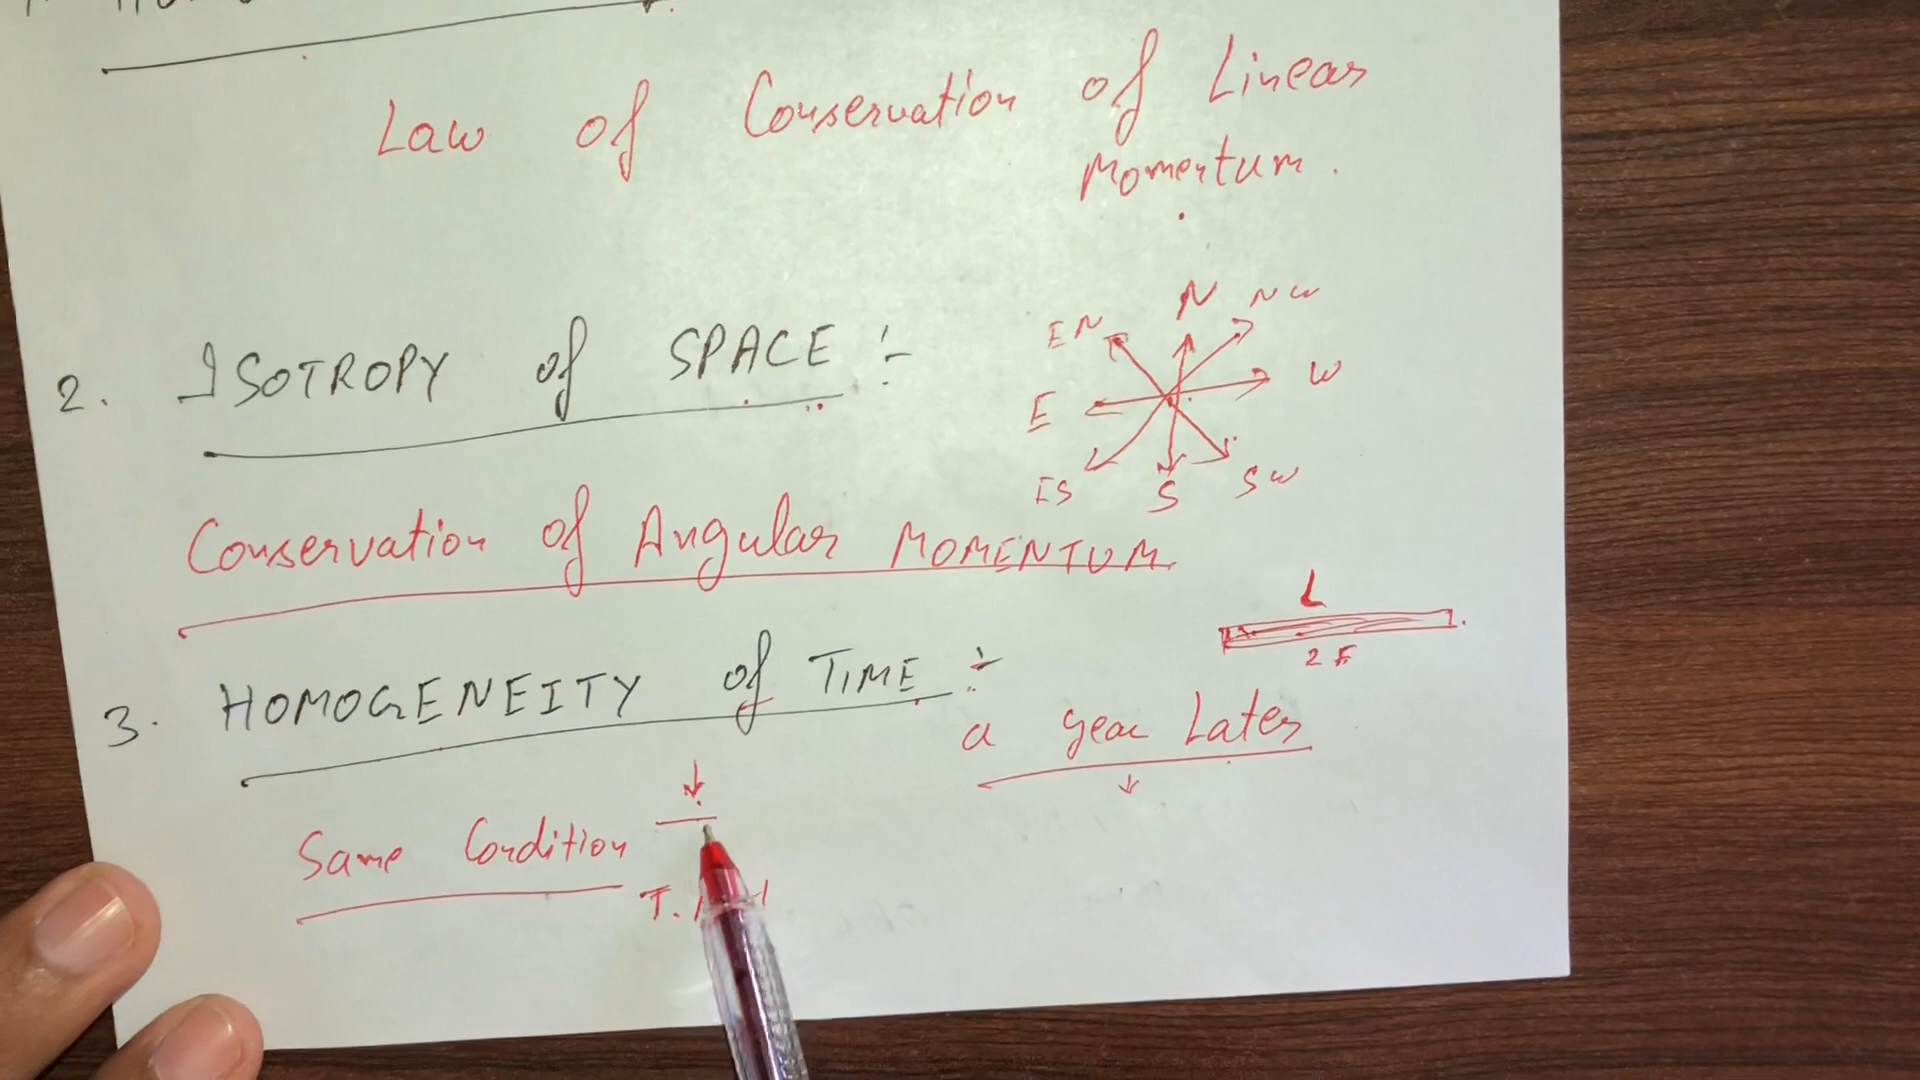 Law of Conservation of Linear
Momentum.
2. ISOTROPY of SPACE :-
N NW
EN
W
E
ES S SW
Conservation of Angular MOMENTUM.
L
2 F
3. HOMOGENEITY of TIME :-
a year Later
Same Condition